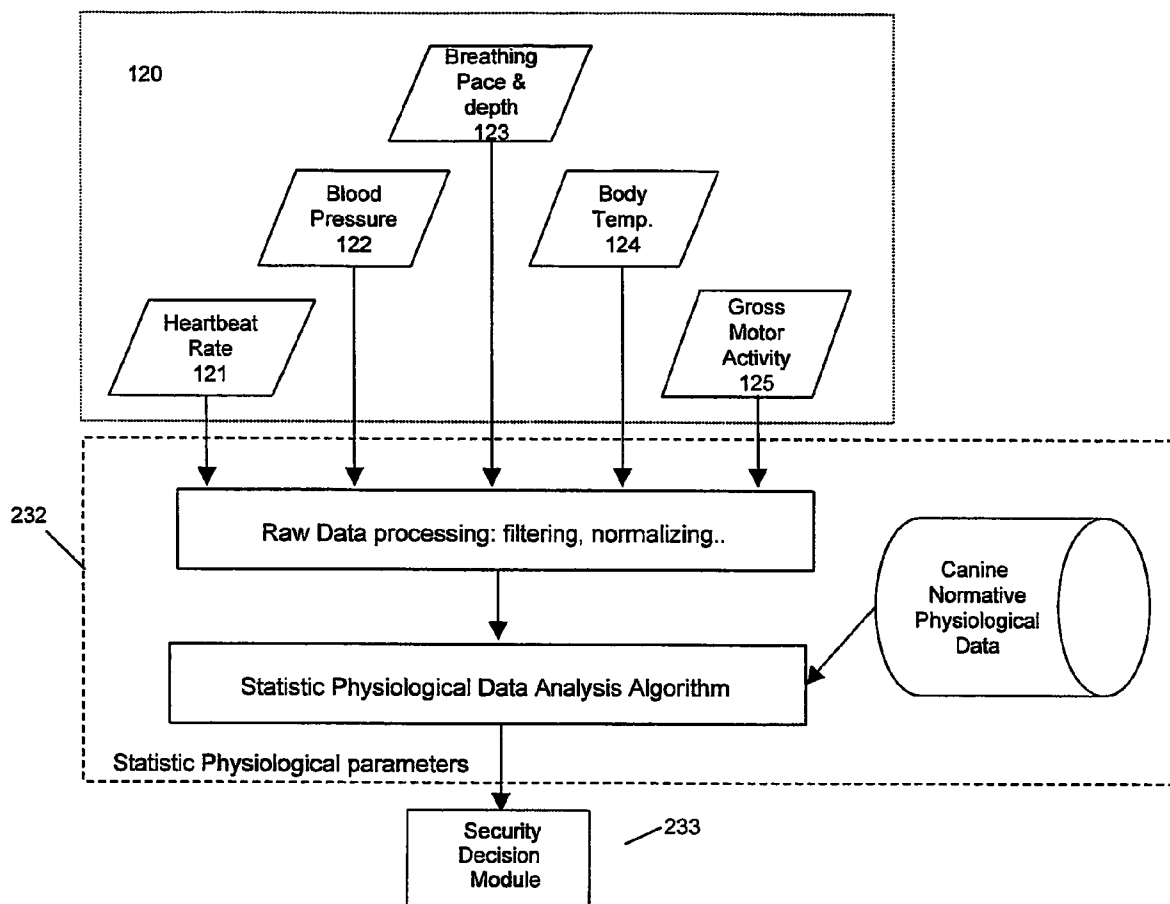 120
Breathing
Pace &
depth
123
Blood
Pressure
122
Body
Temp.
124
Heartbeat
Rate
121
Gross
Motor
Activity
125
232
Raw Data processing: filtering, normalizing..
Canine
Normative
Physiological
Data
Statistic Physiological Data Analysis Algorithm
Statistic Physiological parameters
Security
Decision
Module
233